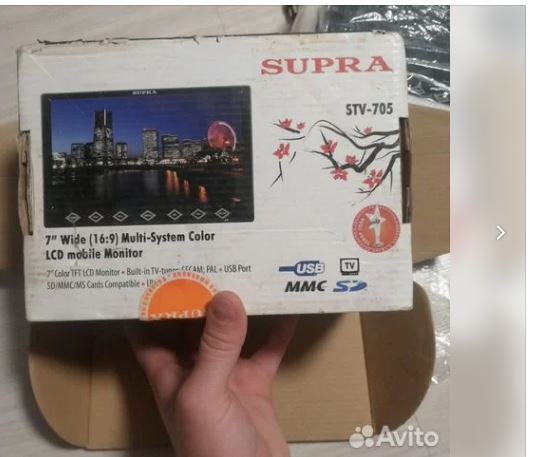 SUPRA
STV-705
SUPRA
7" Wide (16:9) Multi-System Color
LCD mobile Monitor
7" Color TFT LCD Monitor • Built-in TV-tuner: SECAM; PAL • USB Port
SD/MMC/MS Cards Compatible •
USB
TV
MMC SD
SUPRA
Avito